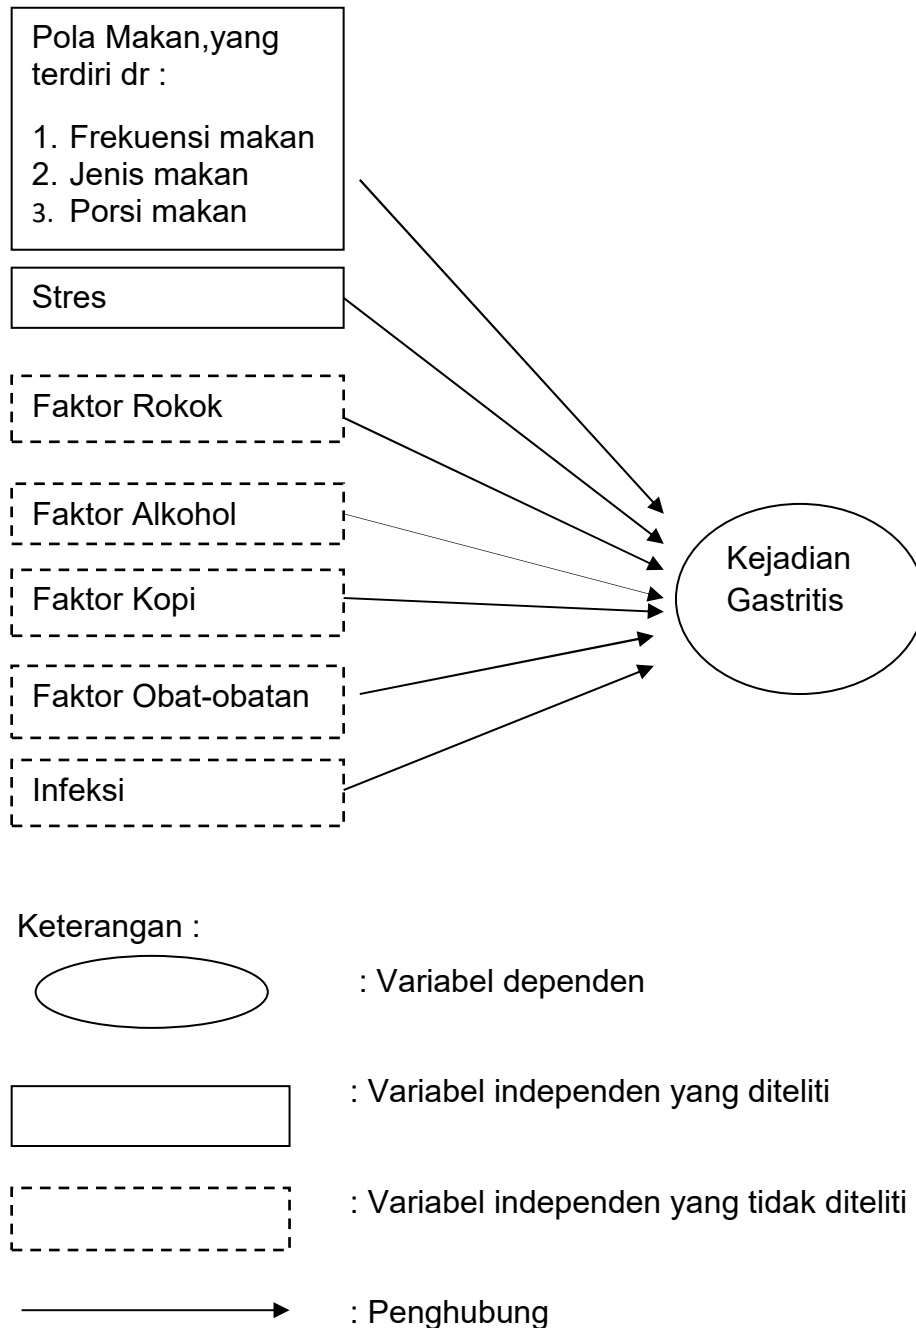 Pola Makan,yang
terdiri dr :
1. Frekuensi makan
2. Jenis makan
3. Porsi makan
Stres
Faktor Rokok
Faktor Alkohol
Faktor Kopi
Faktor Obat-obatan
Infeksi
Kejadian
Gastritis
Keterangan :
: Variabel dependen
: Variabel independen yang diteliti
: Variabel independen yang tidak diteliti
: Penghubung